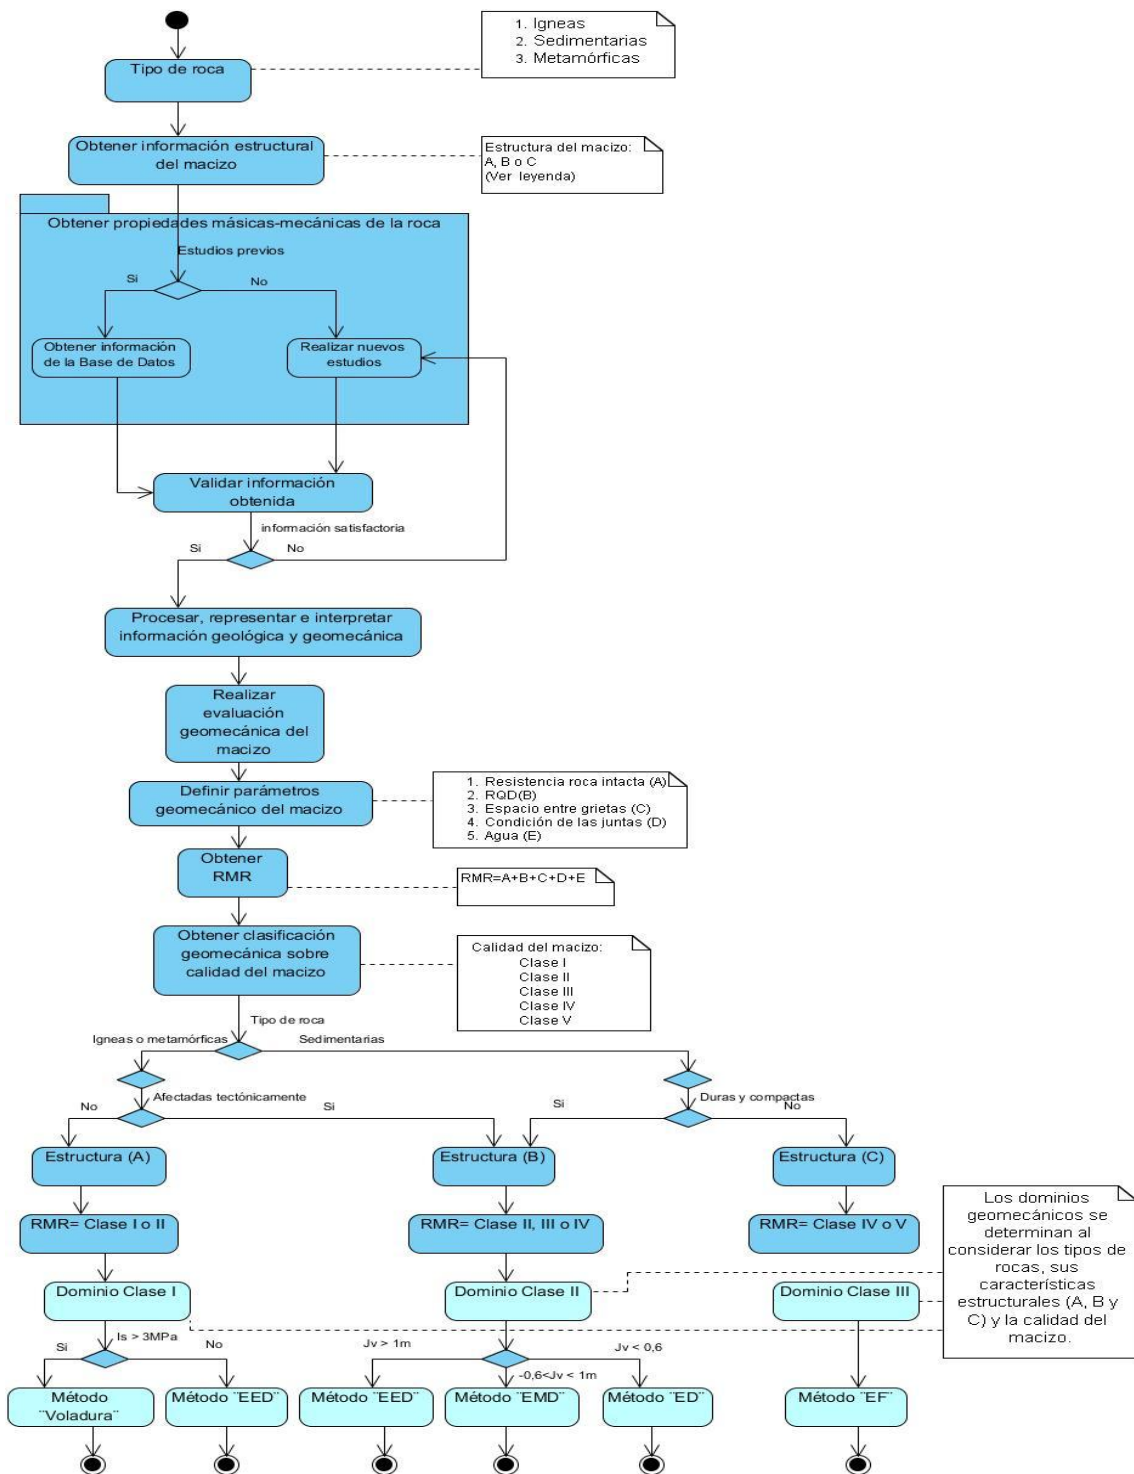 1. Igneas
2. Sedimentarias
3. Metamórficas
Tipo de roca
Obtener información estructural
del macizo
Estructura del macizo:
A, B o C
(Ver leyenda)
Obtener propiedades másicas-mecánicas de la roca
Estudios previos
Si
No
Obtener información
de la Base de Datos
Realizar nuevos
estudios
Validar información
obtenida
información satisfactoria
Si
No
Procesar, representar e interpretar
información geológica y geomecánica
Realizar
evaluación
geomecánica del
macizo
Definir parámetros
geomecánico del macizo
1. Resistencia roca intacta (A)
2. RQD(B)
3. Espacio entre grietas (C)
4. Condición de las juntas (D)
5. Agua (E)
Obtener
RMR
RMR=A+B+C+D+E
Obtener clasificación
geomecánica sobre
calidad del macizo
Calidad del macizo:
Clase I
Clase II
Clase III
Clase IV
Clase V
Tipo de roca
Igneas o metamórficas
Sedimentarias
Afectadas tectónicamente
No
Si
Duras y compactas
Si
No
Estructura (A)
Estructura (B)
Estructura (C)
RMR= Clase I o II
RMR= Clase II, III o IV
RMR= Clase IV o V
Los dominios
geomecánicos se
determinan al
considerar los tipos de
rocas, sus
características
estructurales (A, B y
C) y la calidad del
macizo.
Dominio Clase I
Dominio Clase II
Dominio Clase III
Is > 3MPa
Si
No
Jv > 1m
-0,6<Jv < 1m
Jv < 0,6
Método
¨Voladura¨
Método ¨EED¨
Método ¨EED¨
Método ¨EMD¨
Método ¨ED¨
Método ¨EF¨